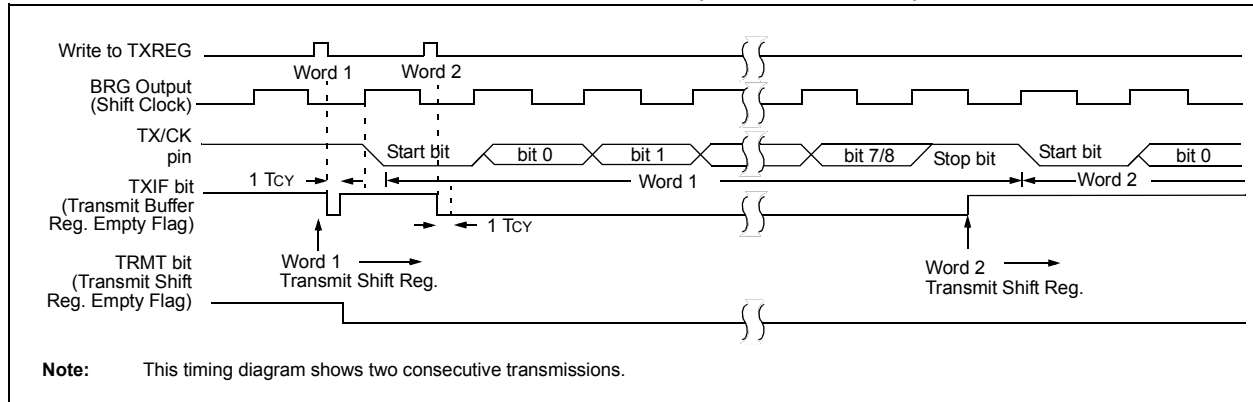 Write to TXREG
Word 1 Word 2
BRG Output
(Shift Clock)
TX/CK
pin
Start bit bit 0 bit 1 bit 7/8 Stop bit Start bit bit 0
1 TCY
Word 1 Word 2
TXIF bit
(Transmit Buffer
Reg. Empty Flag)
1 TCY
Word 1
Transmit Shift Reg.
Word 2
Transmit Shift Reg.
TRMT bit
(Transmit Shift
Reg. Empty Flag)
Note: This timing diagram shows two consecutive transmissions.